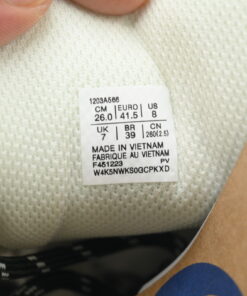 1203A566
CM EURO US
26.0 41.5 8
UK BR CN
7 39 260(2.5)
MADE IN VIETNAM
FABRIQUE AU VIETNAM
F451223 PV
W4K5NWKS0GCPKXD